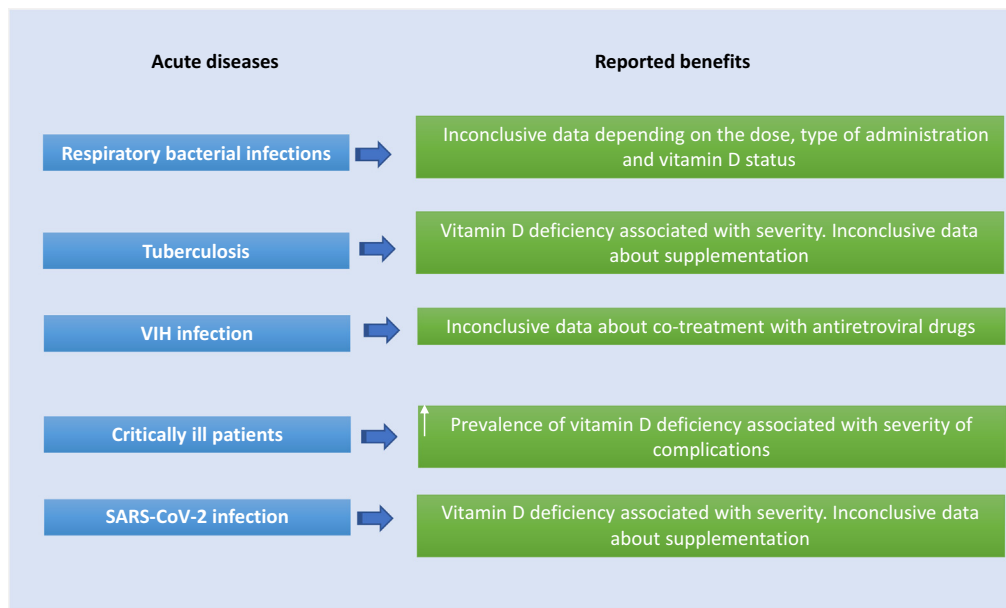 Acute diseases
Reported benefits
Respiratory bacterial infections
Inconclusive data depending on the dose, type of administration
and vitamin D status
Tuberculosis
Vitamin D deficiency associated with severity. Inconclusive data
about supplementation
VIH infection
Inconclusive data about co-treatment with antiretroviral drugs
Critically ill patients
Prevalence of vitamin D deficiency associated with severity of
complications
SARS-CoV-2 infection
Vitamin D deficiency associated with severity. Inconclusive data
about supplementation